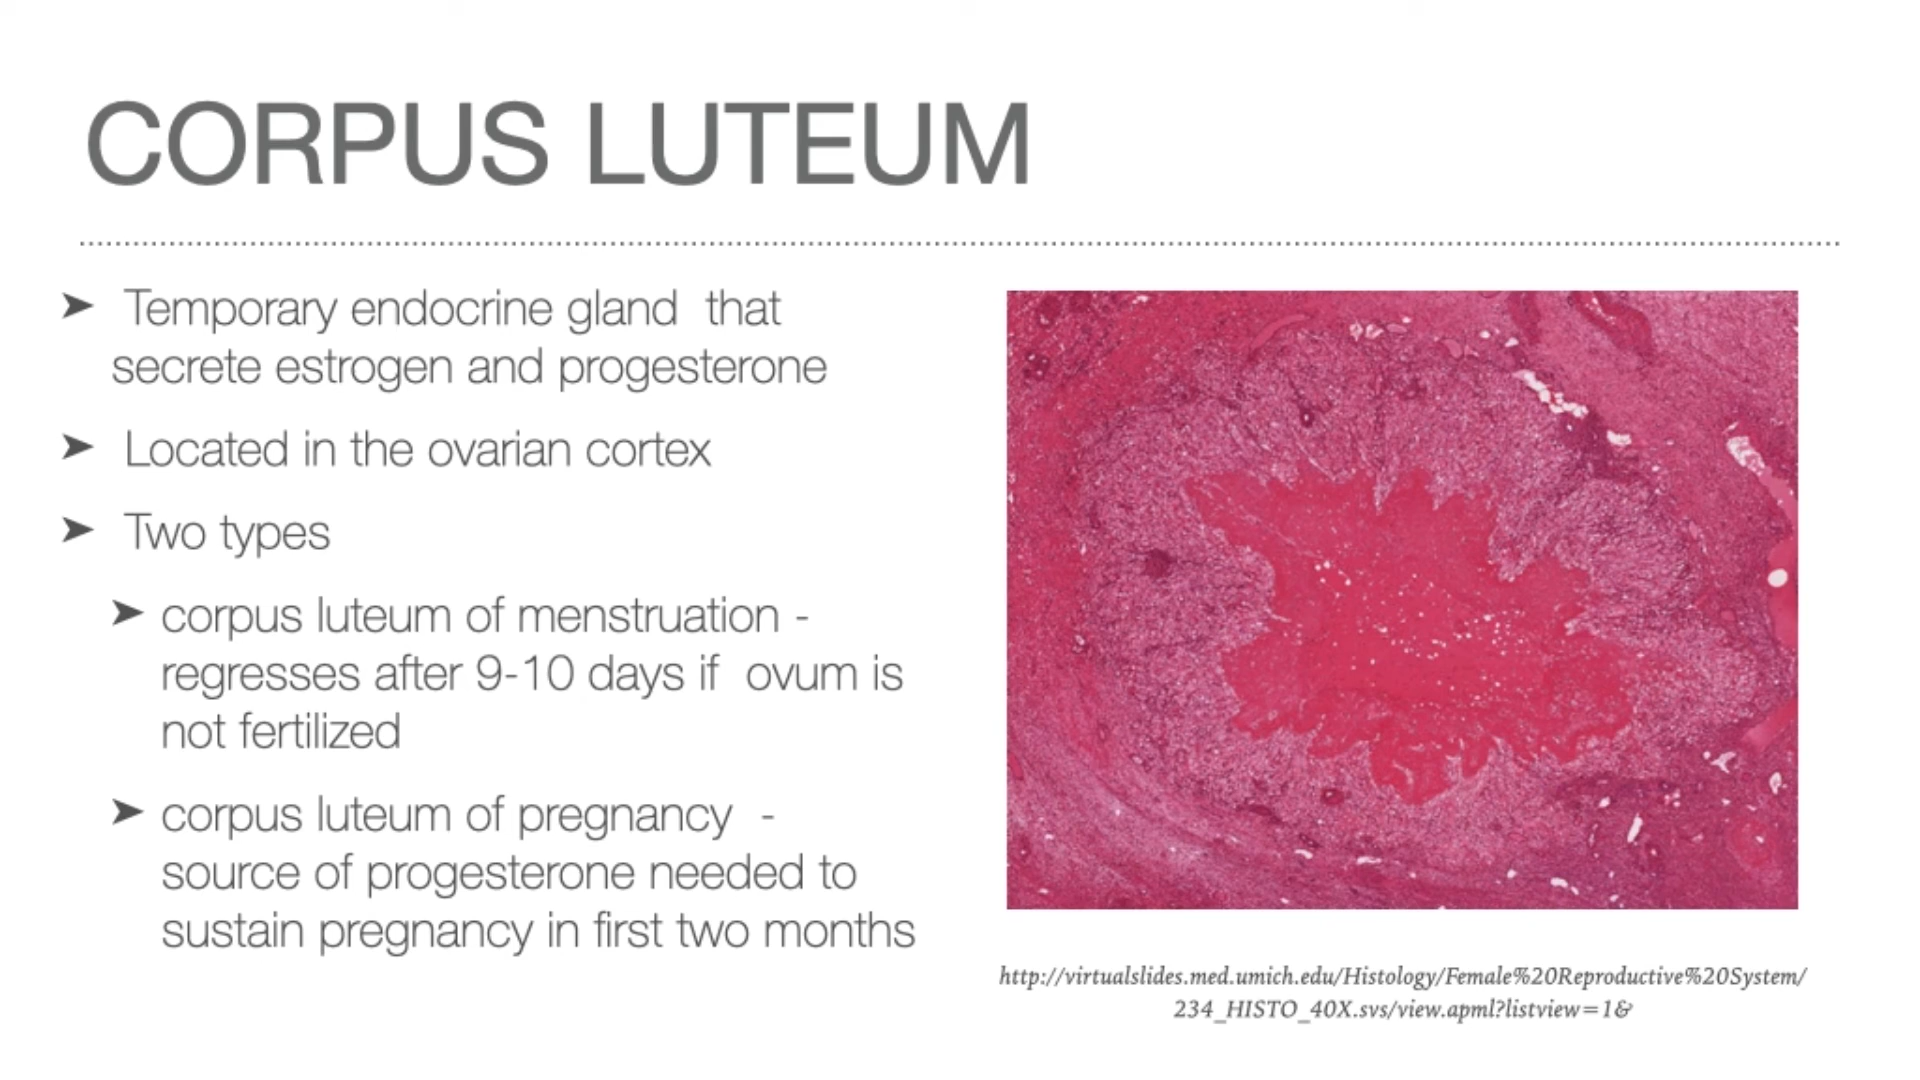 CORPUS LUTEUM
➤ Temporary endocrine gland that
secrete estrogen and progesterone
➤ Located in the ovarian cortex
➤ Two types
➤ corpus luteum of menstruation -
regresses after 9-10 days if ovum is
not fertilized
➤ corpus luteum of pregnancy -
source of progesterone needed to
sustain pregnancy in first two months
http://virtualslides.med.umich.edu/Histology/Female%20Reproductive%20System/
234_HISTO_40X.svs/view.apml?listview=1&